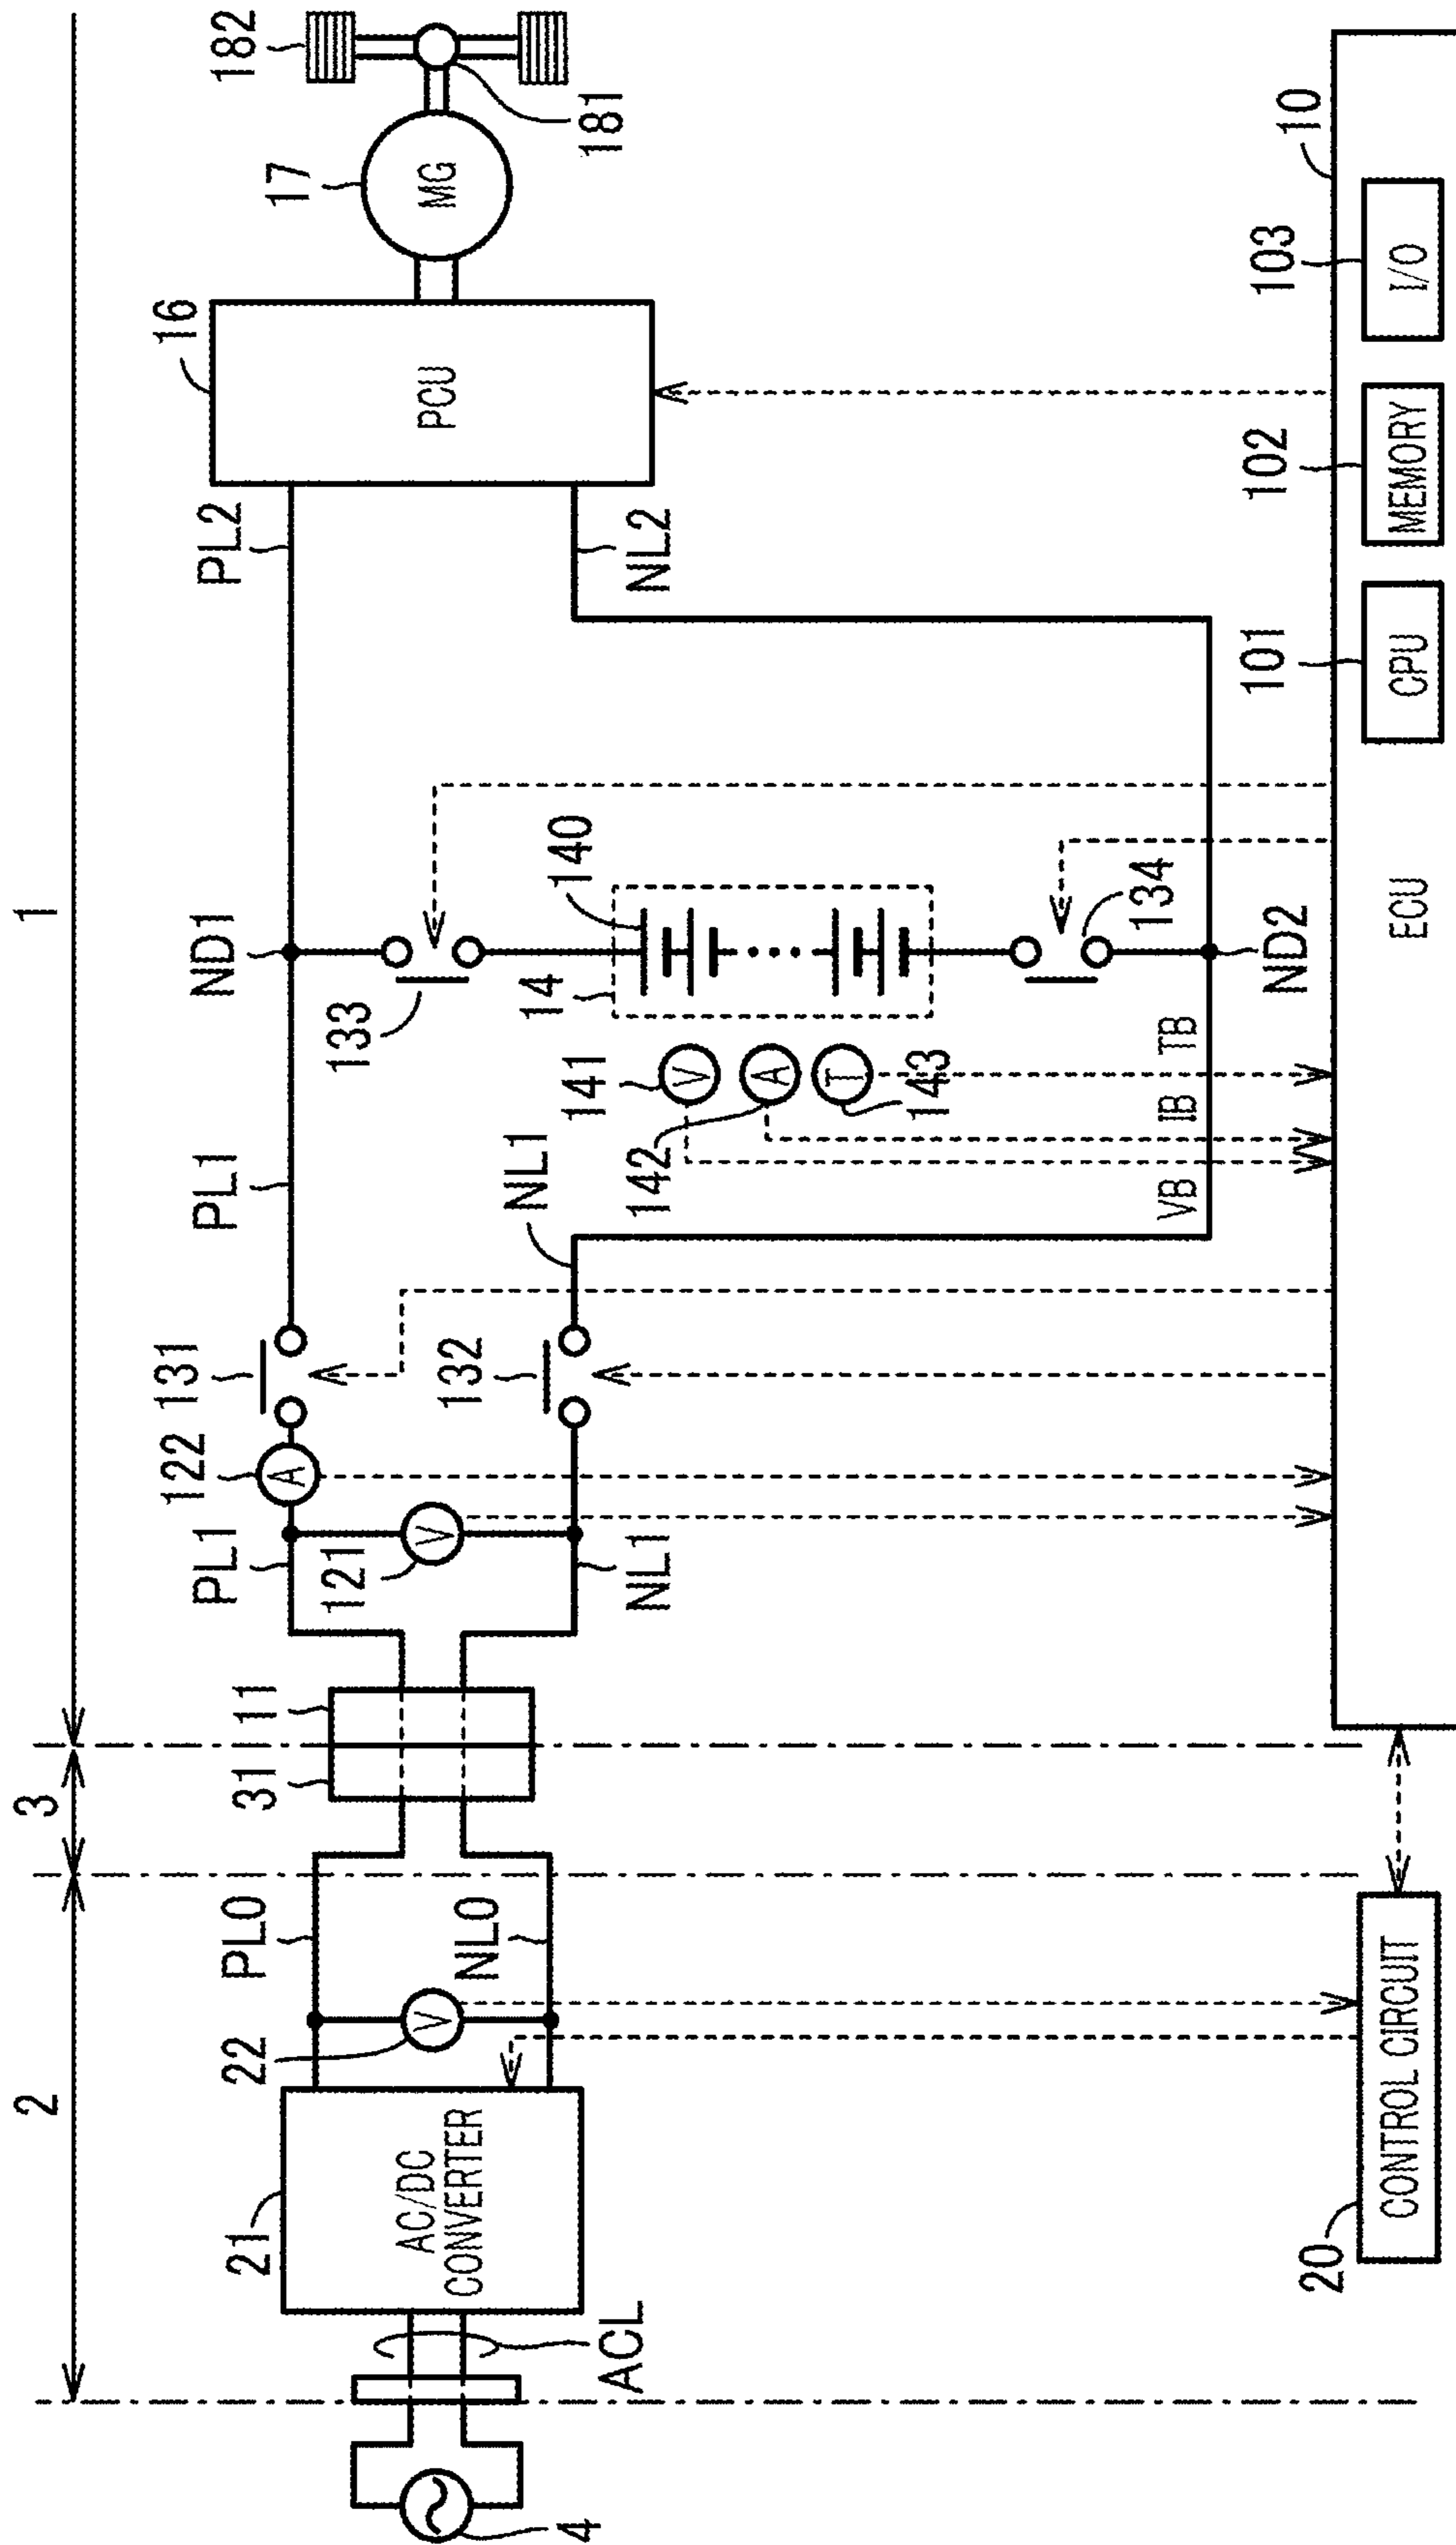 1
3
2
182
181
17
MG
16
PCU
PL2
NL2
ND1
133
14
140
134
ND2
141
V
142
A
143
T
VB
IB
TB
PL1
NL1
131
132
122
A
PL1
121
V
NL1
11
31
PL0
NL0
22
V
21
AC/DC
CONVERTER
ACL
4
10
103
I/O
102
MEMORY
101
CPU
ECU
20
CONTROL CIRCUIT